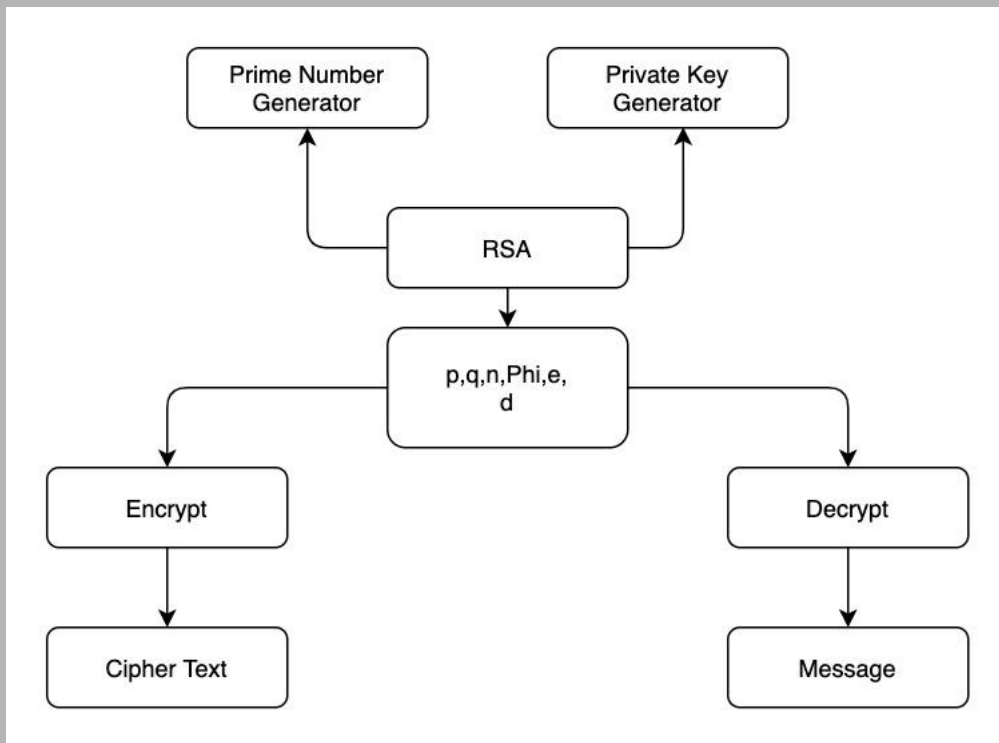 Prime Number
Generator
Private Key
Generator
RSA
p,q,n,Phi,e,
d
Encrypt
Decrypt
Cipher Text
Message